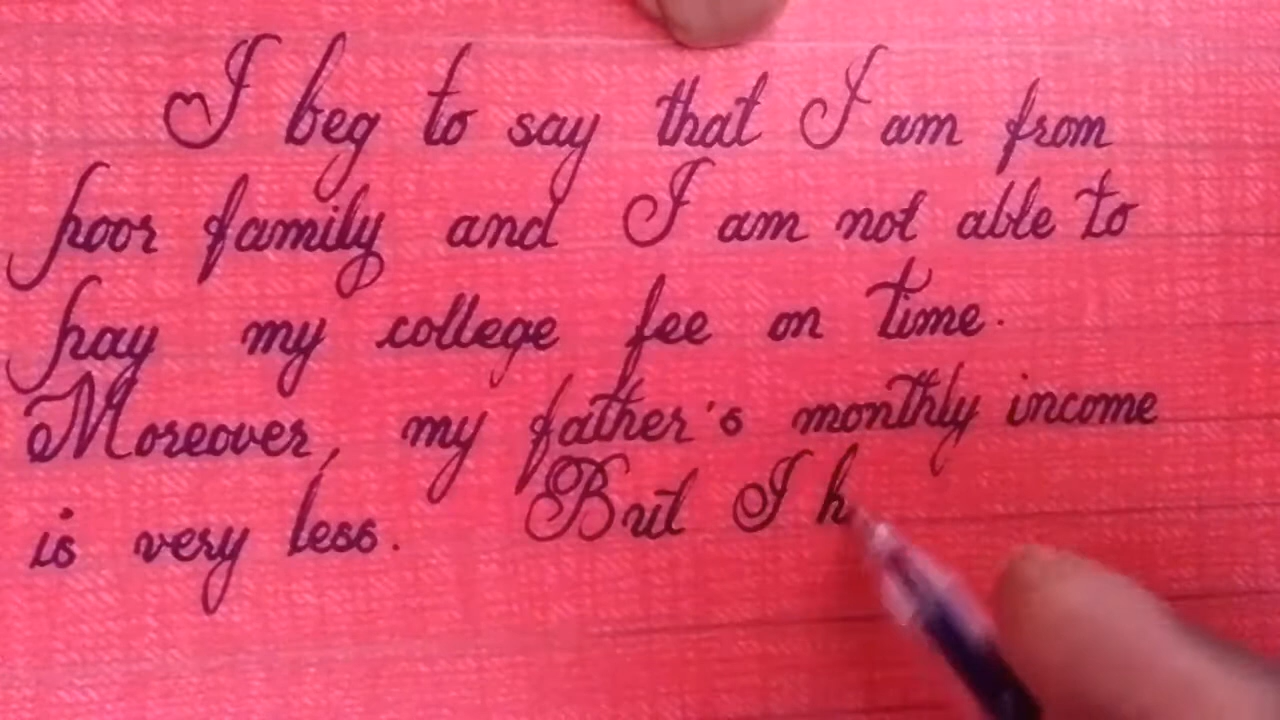 I beg to say that I am from
poor family and I am not able to
pay my college fee on time.
Moreover, my father's monthly income
is very less. But I h